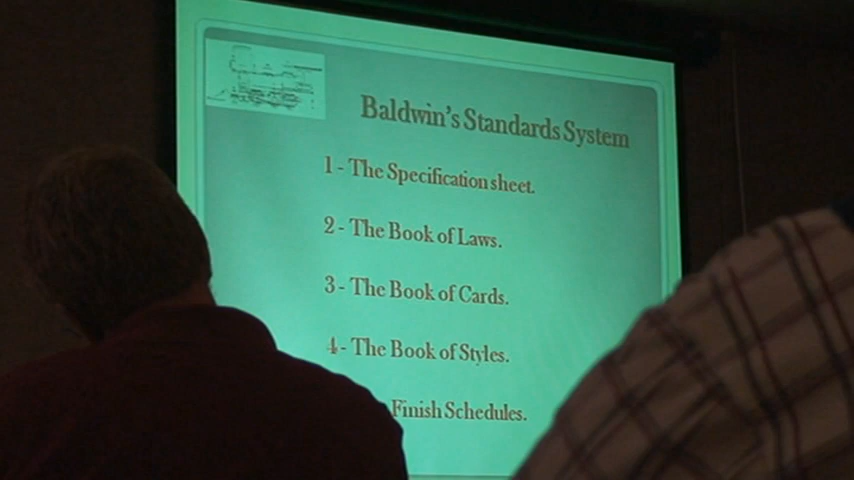 Baldwin's Standards System
1 - The Specification sheet.
2 - The Book of Laws.
3 - The Book of Cards.
4 - The Book of Styles.
Finish Schedules.